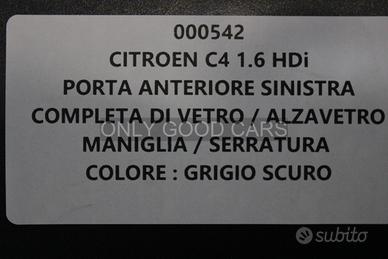 000542
CITROEN C4 1.6 HDi
PORTA ANTERIORE SINISTRA
COMPLETA DI VETRO / ALZAVETRO
ONLY GOOD CARS
MANIGLIA / SERRATURA
COLORE : GRIGIO SCURO
subito